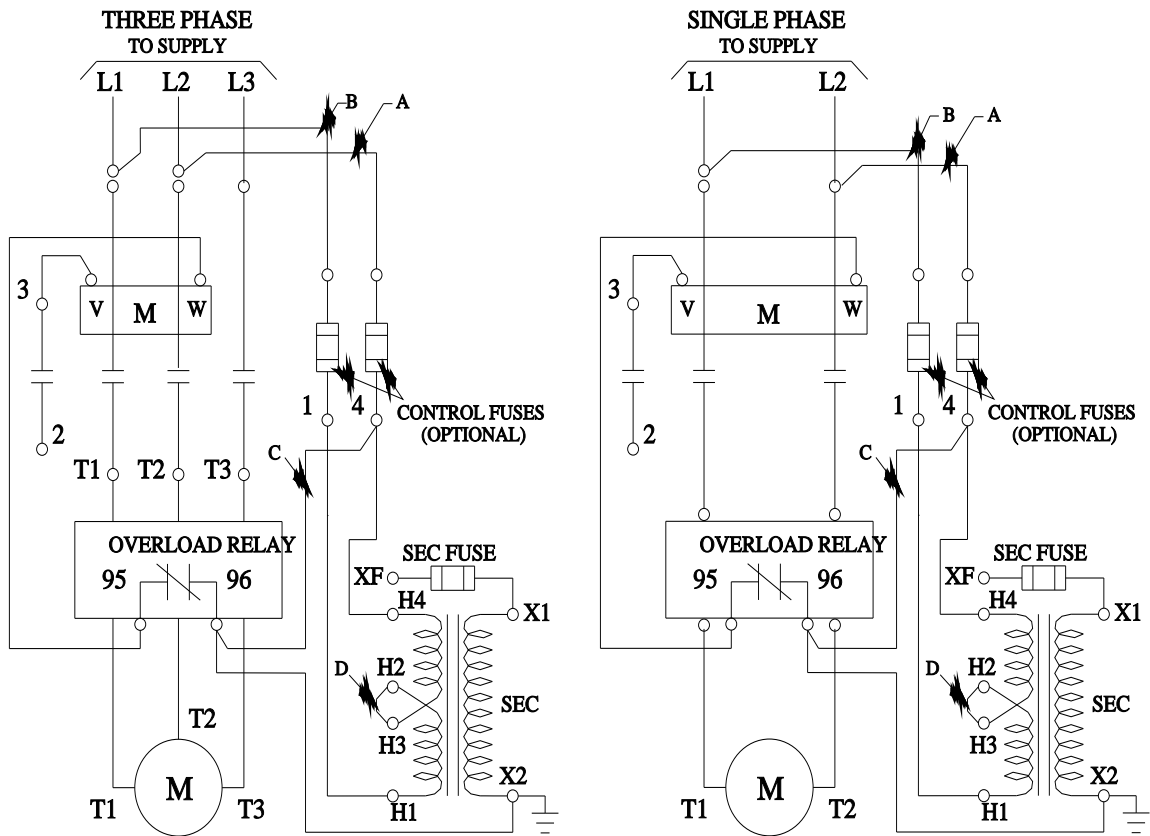 THREE PHASE
TO SUPPLY
L1 L2 L3
B
A
3
V M W
2
1 4
CONTROL FUSES
(OPTIONAL)
C
T1 T2 T3
OVERLOAD RELAY
95 96
SEC FUSE
XF
H4
X1
D
H2
SEC
H3
T2
M
T1 T3
X2
H1
SINGLE PHASE
TO SUPPLY
L1 L2
B
A
3
V M W
2
1 4
CONTROL FUSES
(OPTIONAL)
C
OVERLOAD RELAY
95 96
SEC FUSE
XF
H4
X1
D
H2
SEC
H3
M
T1 T2
X2
H1